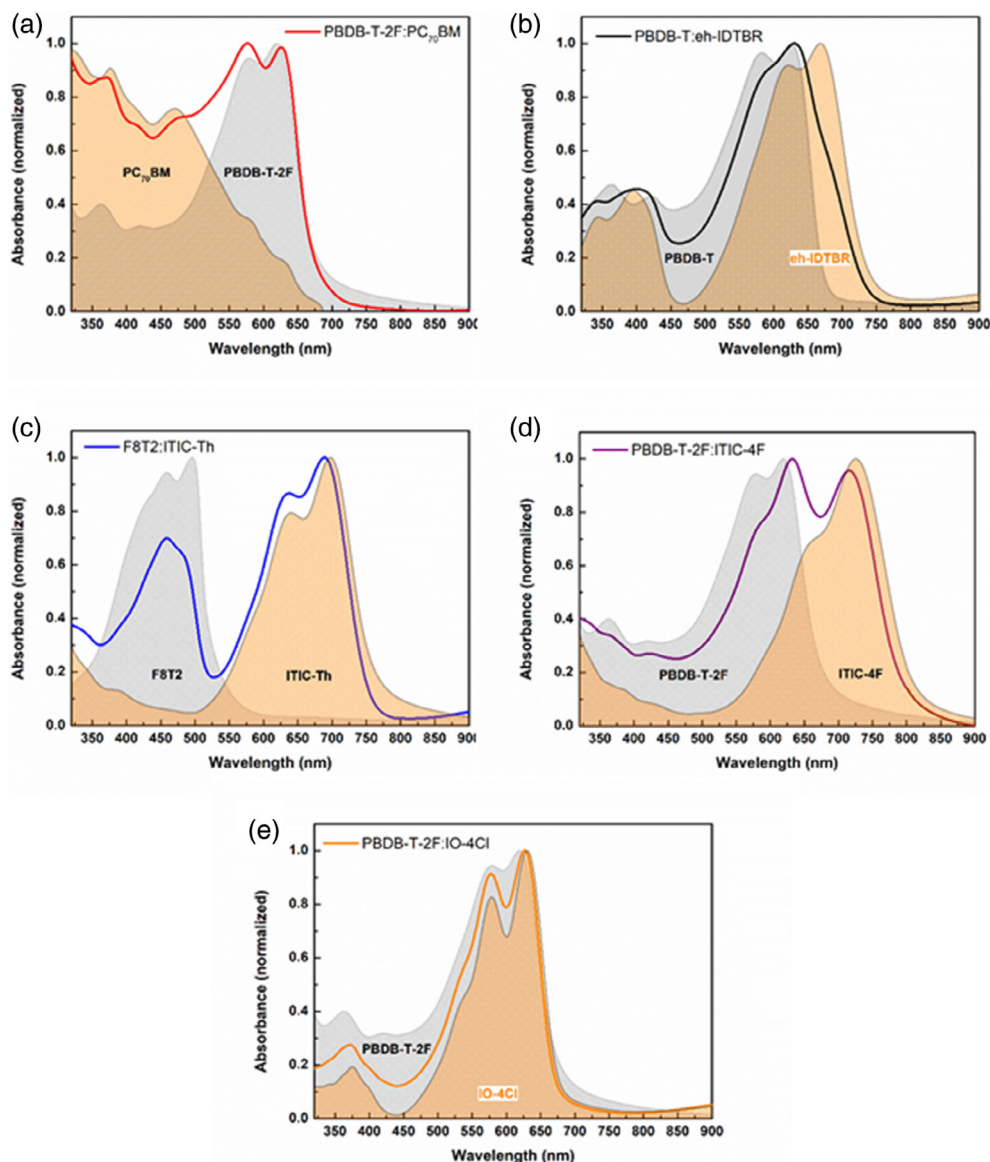 (a)
PBDB-T-2F:PC₇₀BM
Absorbance (normalized)
1.0
0.8
0.6
0.4
0.2
0.0
PC₇₀BM
PBDB-T-2F
350 400 450 500 550 600 650 700 750 800 850 900
Wavelength (nm)
(b)
PBDB-T:eh-IDTBR
Absorbance (normalized)
1.0
0.8
0.6
0.4
0.2
0.0
PBDB-T
eh-IDTBR
350 400 450 500 550 600 650 700 750 800 850 900
Wavelength (nm)
(c)
F8T2:ITIC-Th
Absorbance (normalized)
1.0
0.8
0.6
0.4
0.2
0.0
F8T2
ITIC-Th
350 400 450 500 550 600 650 700 750 800 850 900
Wavelength (nm)
(d)
PBDB-T-2F:ITIC-4F
Absorbance (normalized)
1.0
0.8
0.6
0.4
0.2
0.0
PBDB-T-2F
ITIC-4F
350 400 450 500 550 600 650 700 750 800 850 900
Wavelength (nm)
(e)
PBDB-T-2F:IO-4Cl
Absorbance (normalized)
1.0
0.8
0.6
0.4
0.2
0.0
PBDB-T-2F
IO-4Cl
350 400 450 500 550 600 650 700 750 800 850 900
Wavelength (nm)